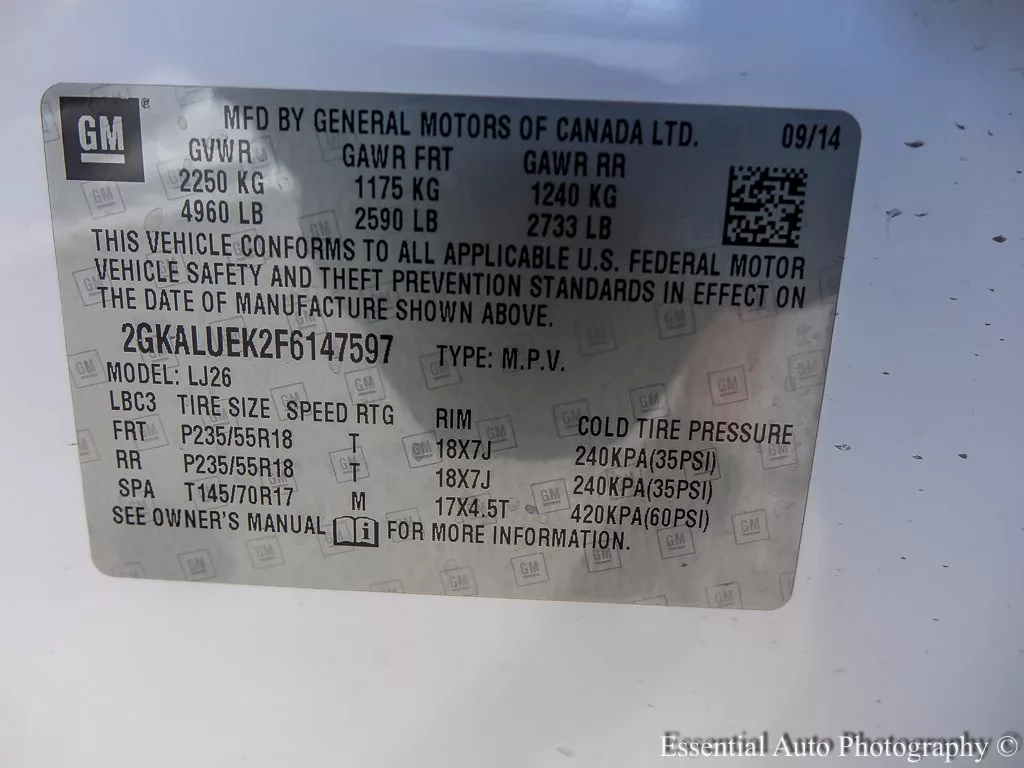 GM ® MFD BY GENERAL MOTORS OF CANADA LTD. 09/14
GVWR GAWR FRT GAWR RR
2250 KG 1175 KG 1240 KG
4960 LB 2590 LB 2733 LB
THIS VEHICLE CONFORMS TO ALL APPLICABLE U.S. FEDERAL MOTOR
VEHICLE SAFETY AND THEFT PREVENTION STANDARDS IN EFFECT ON
THE DATE OF MANUFACTURE SHOWN ABOVE.
2GKALUEK2F6147597 TYPE: M.P.V.
MODEL: LJ26
LBC3 TIRE SIZE SPEED RTG RIM COLD TIRE PRESSURE
FRT P235/55R18 T 18X7J 240KPA(35PSI)
RR P235/55R18 T 18X7J 240KPA(35PSI)
SPA T145/70R17 M 17X4.5T 420KPA(60PSI)
SEE OWNER'S MANUAL FOR MORE INFORMATION.
Essential Auto Photography ©